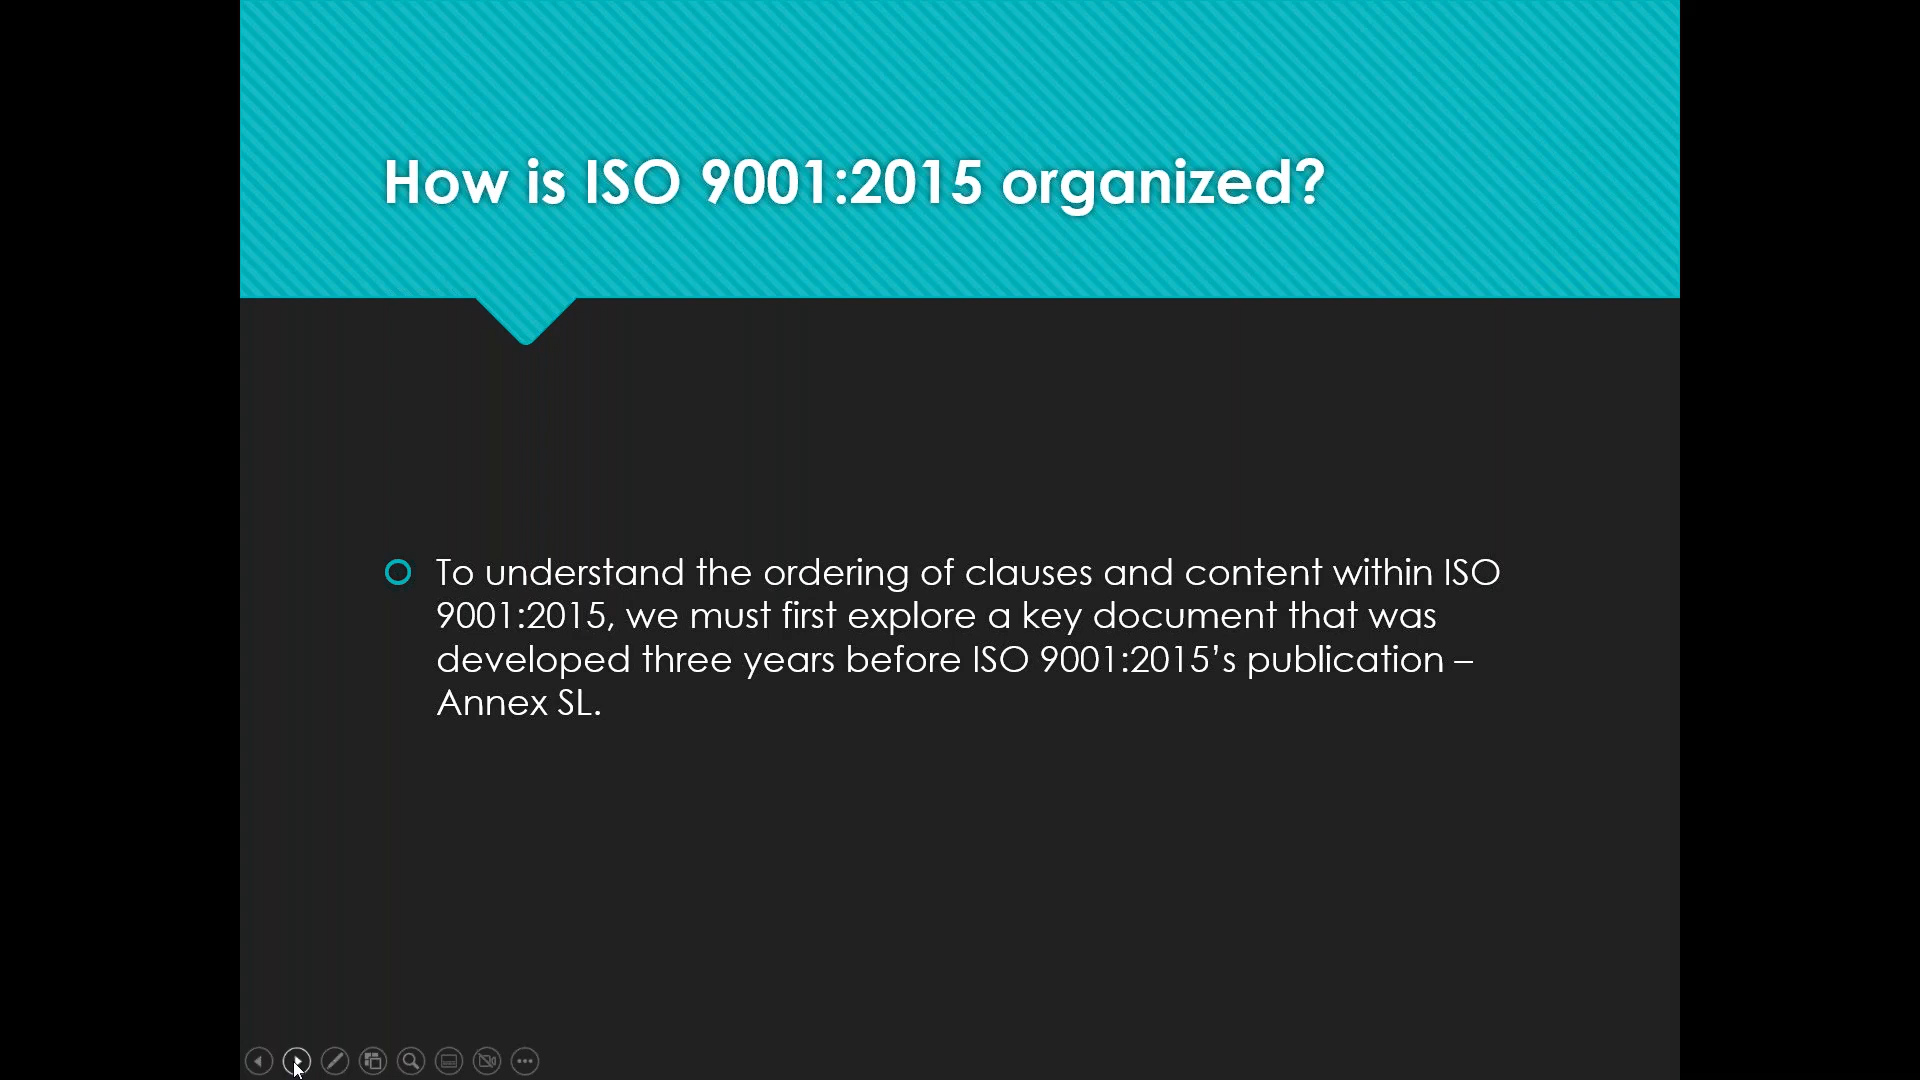 How is ISO 9001:2015 organized?
To understand the ordering of clauses and content within ISO
9001:2015, we must first explore a key document that was
developed three years before ISO 9001:2015’s publication –
Annex SL.